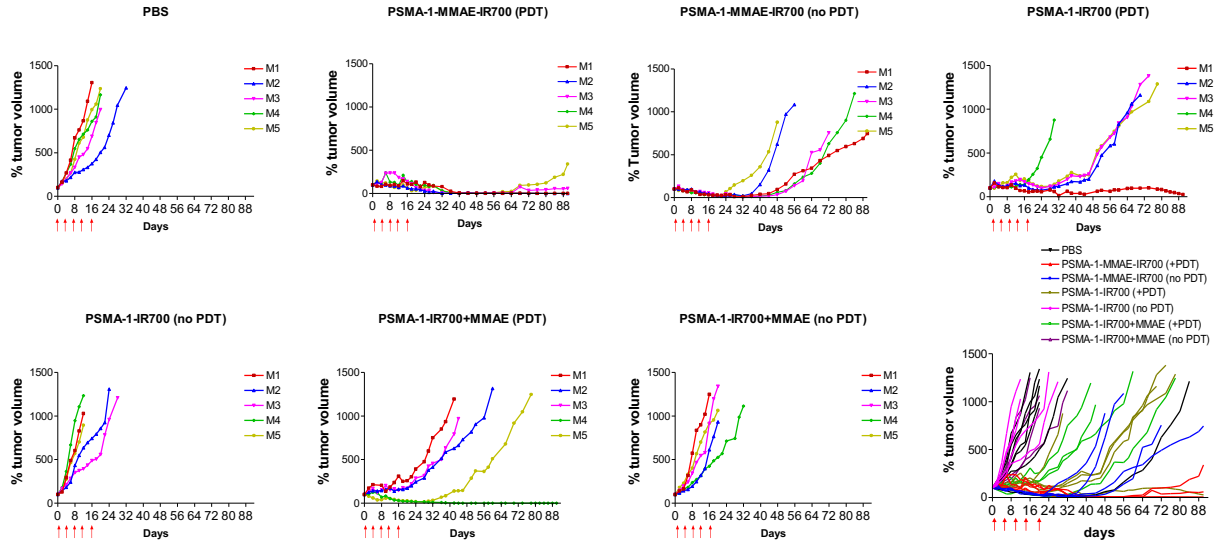 PBS
% tumor volume
1500
1000
500
0
0 8 16 24 32 40 48 56 64 72 80 88
Days
M1
M2
M3
M4
M5
PSMA-1-MMAE-IR700 (PDT)
% tumor volume
1500
1000
500
0
0 8 16 24 32 40 48 56 64 72 80 88
Days
M1
M2
M3
M4
M5
PSMA-1-MMAE-IR700 (no PDT)
% Tumor volume
1500
1000
500
0
0 8 16 24 32 40 48 56 64 72 80 88
Days
M1
M2
M3
M4
M5
PSMA-1-IR700 (PDT)
% tumor volume
1500
1000
500
0
0 8 16 24 32 40 48 56 64 72 80 88
Days
M1
M2
M3
M4
M5
PSMA-1-IR700 (no PDT)
% tumor volume
1500
1000
500
0
0 8 16 24 32 40 48 56 64 72 80 88
Days
M1
M2
M3
M4
M5
PSMA-1-IR700+MMAE (PDT)
% tumor volume
1500
1000
500
0
0 8 16 24 32 40 48 56 64 72 80 88
Days
M1
M2
M3
M4
M5
PSMA-1-IR700+MMAE (no PDT)
% tumor volume
1500
1000
500
0
0 8 16 24 32 40 48 56 64 72 80 88
Days
M1
M2
M3
M4
M5
PBS
PSMA-1-MMAE-IR700 (+PDT)
PSMA-1-MMAE-IR700 (no PDT)
PSMA-1-IR700 (+PDT)
PSMA-1-IR700 (no PDT)
PSMA-1-IR700+MMAE (+PDT)
PSMA-1-IR700+MMAE (no PDT)
% tumor volume
1500
1000
500
0
0 8 16 24 32 40 48 56 64 72 80 88
days